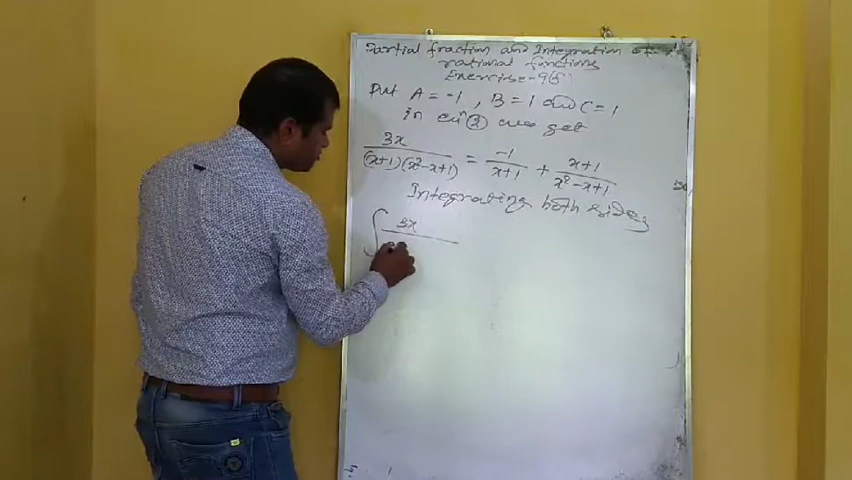 Partial fraction and Integration of
rational functions
Exercise-9(b)
Put A = -1 , B = 1 and C = 1
in eq (2) we get
3x/(x+1)(x²-x+1) = -1/x+1 + x+1/x²-x+1
Integrating both sides
∫ 3x